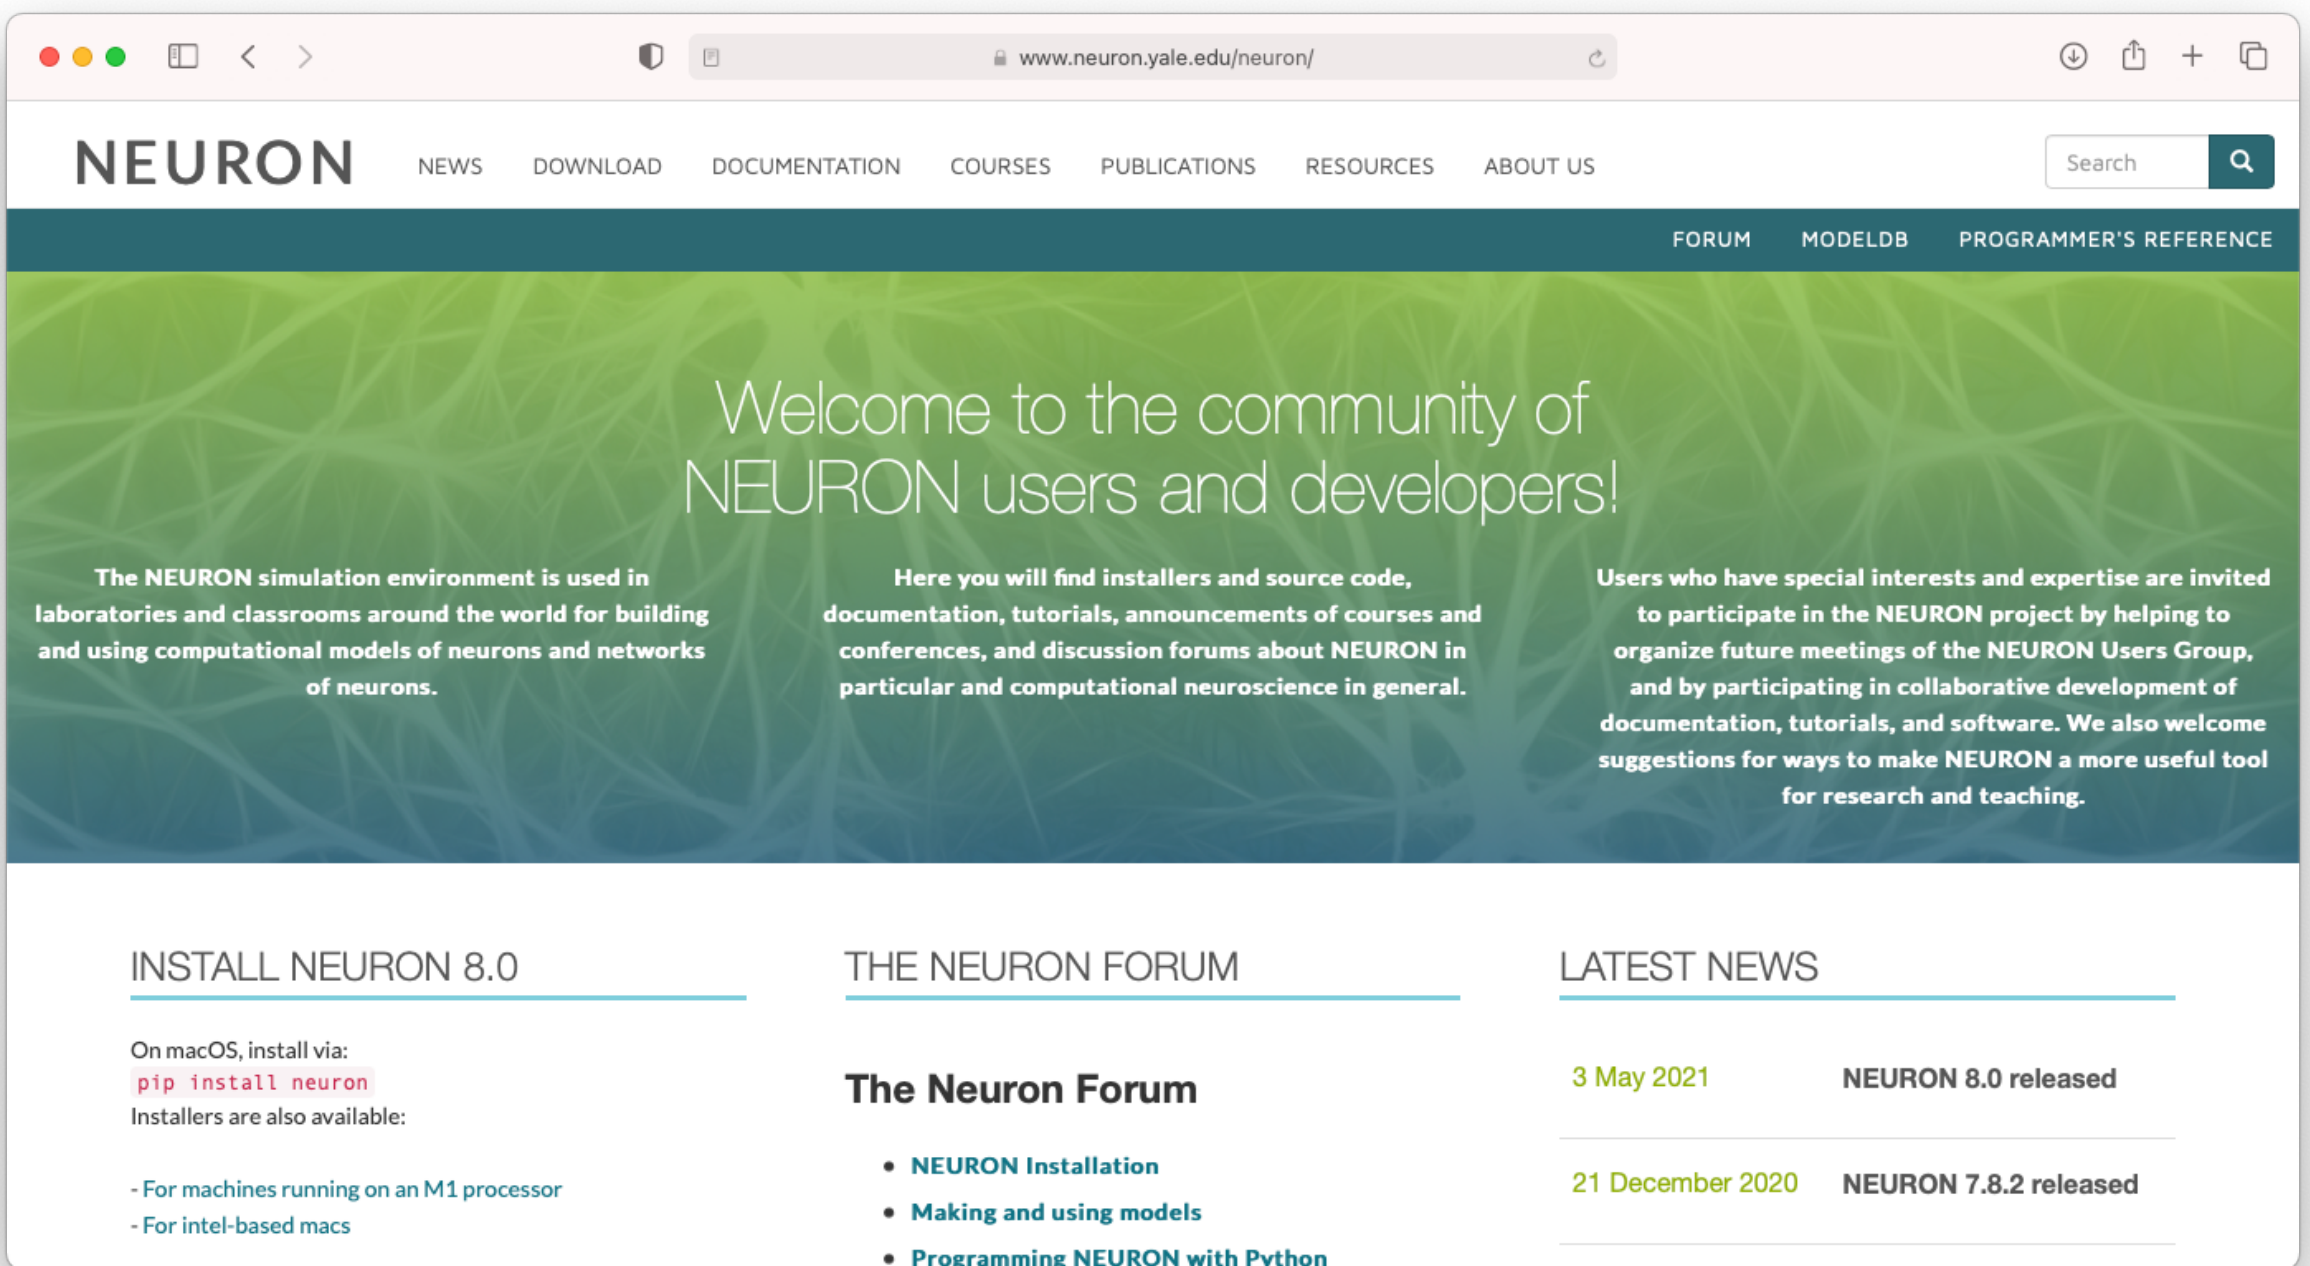 www.neuron.yale.edu/neuron/
NEURON
NEWS
DOWNLOAD
DOCUMENTATION
COURSES
PUBLICATIONS
RESOURCES
ABOUT US
Search
FORUM
MODELDB
PROGRAMMER'S REFERENCE
Welcome to the community of
NEURON users and developers!
The NEURON simulation environment is used in
laboratories and classrooms around the world for building
and using computational models of neurons and networks
of neurons.
Here you will find installers and source code,
documentation, tutorials, announcements of courses and
conferences, and discussion forums about NEURON in
particular and computational neuroscience in general.
Users who have special interests and expertise are invited
to participate in the NEURON project by helping to
organize future meetings of the NEURON Users Group,
and by participating in collaborative development of
documentation, tutorials, and software. We also welcome
suggestions for ways to make NEURON a more useful tool
for research and teaching.
INSTALL NEURON 8.0
On macOS, install via:
pip install neuron
Installers are also available:
- For machines running on an M1 processor
- For intel-based macs
THE NEURON FORUM
The Neuron Forum
• NEURON Installation
• Making and using models
• Programming NEURON with Python
LATEST NEWS
3 May 2021 NEURON 8.0 released
21 December 2020 NEURON 7.8.2 released